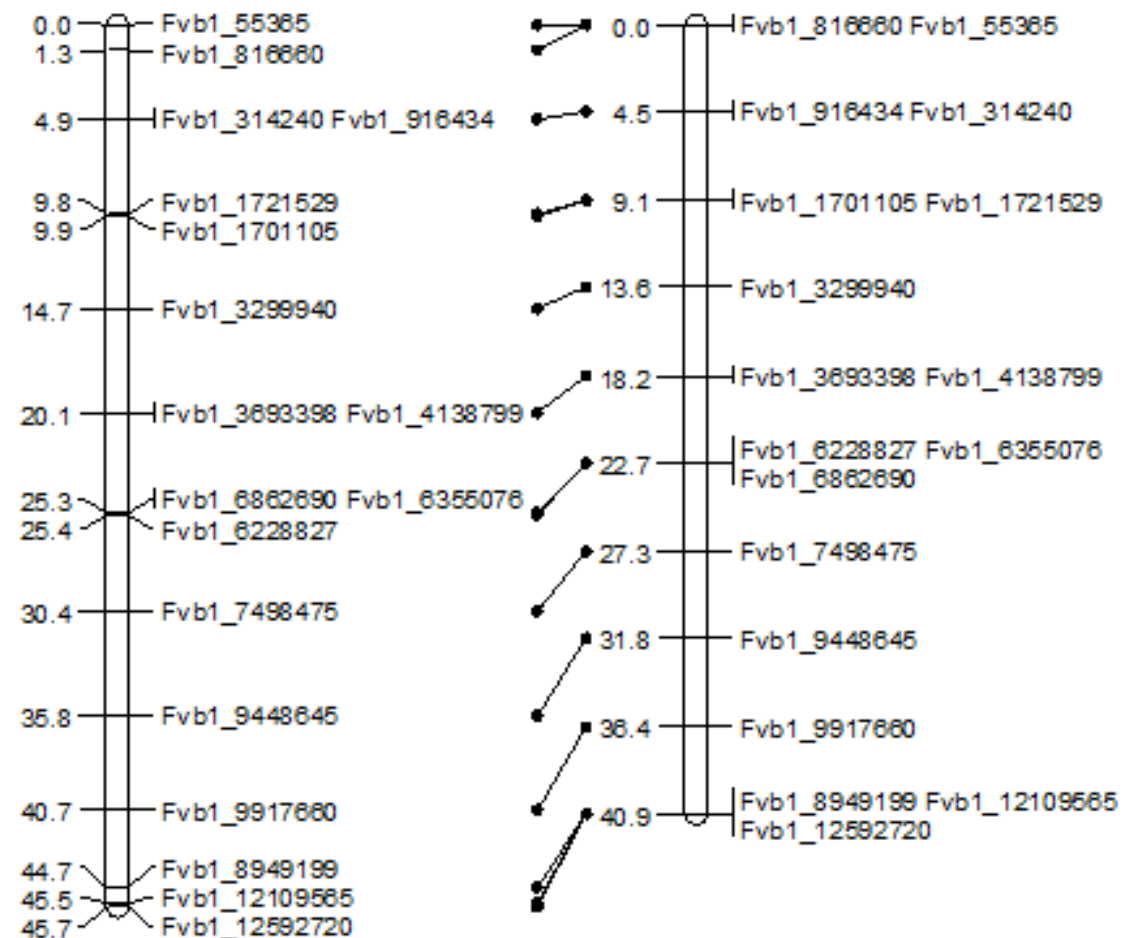 0.0 Fvb1_55365
1.3 Fvb1_816660
4.9 Fvb1_314240 Fvb1_916434
9.8 Fvb1_1721529
9.9 Fvb1_1701105
14.7 Fvb1_3299940
20.1 Fvb1_3693398 Fvb1_4138799
25.3 Fvb1_6862690 Fvb1_6355076
25.4 Fvb1_6228827
30.4 Fvb1_7498475
35.8 Fvb1_9448645
40.7 Fvb1_9917660
44.7 Fvb1_8949199
45.5 Fvb1_12109565
45.7 Fvb1_12592720
0.0 Fvb1_816660 Fvb1_55365
4.5 Fvb1_916434 Fvb1_314240
9.1 Fvb1_1701105 Fvb1_1721529
13.6 Fvb1_3299940
18.2 Fvb1_3693398 Fvb1_4138799
22.7 Fvb1_6228827 Fvb1_6355076
Fvb1_6862690
27.3 Fvb1_7498475
31.8 Fvb1_9448645
36.4 Fvb1_9917660
40.9 Fvb1_8949199 Fvb1_12109565
Fvb1_12592720